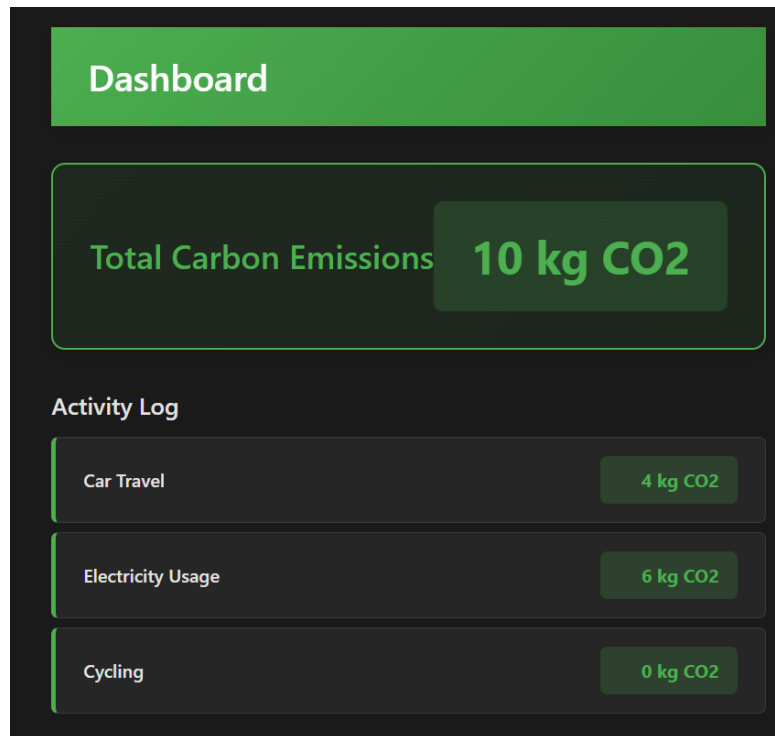 Dashboard
Total Carbon Emissions 10 kg CO2
Activity Log
Car Travel 4 kg CO2
Electricity Usage 6 kg CO2
Cycling 0 kg CO2